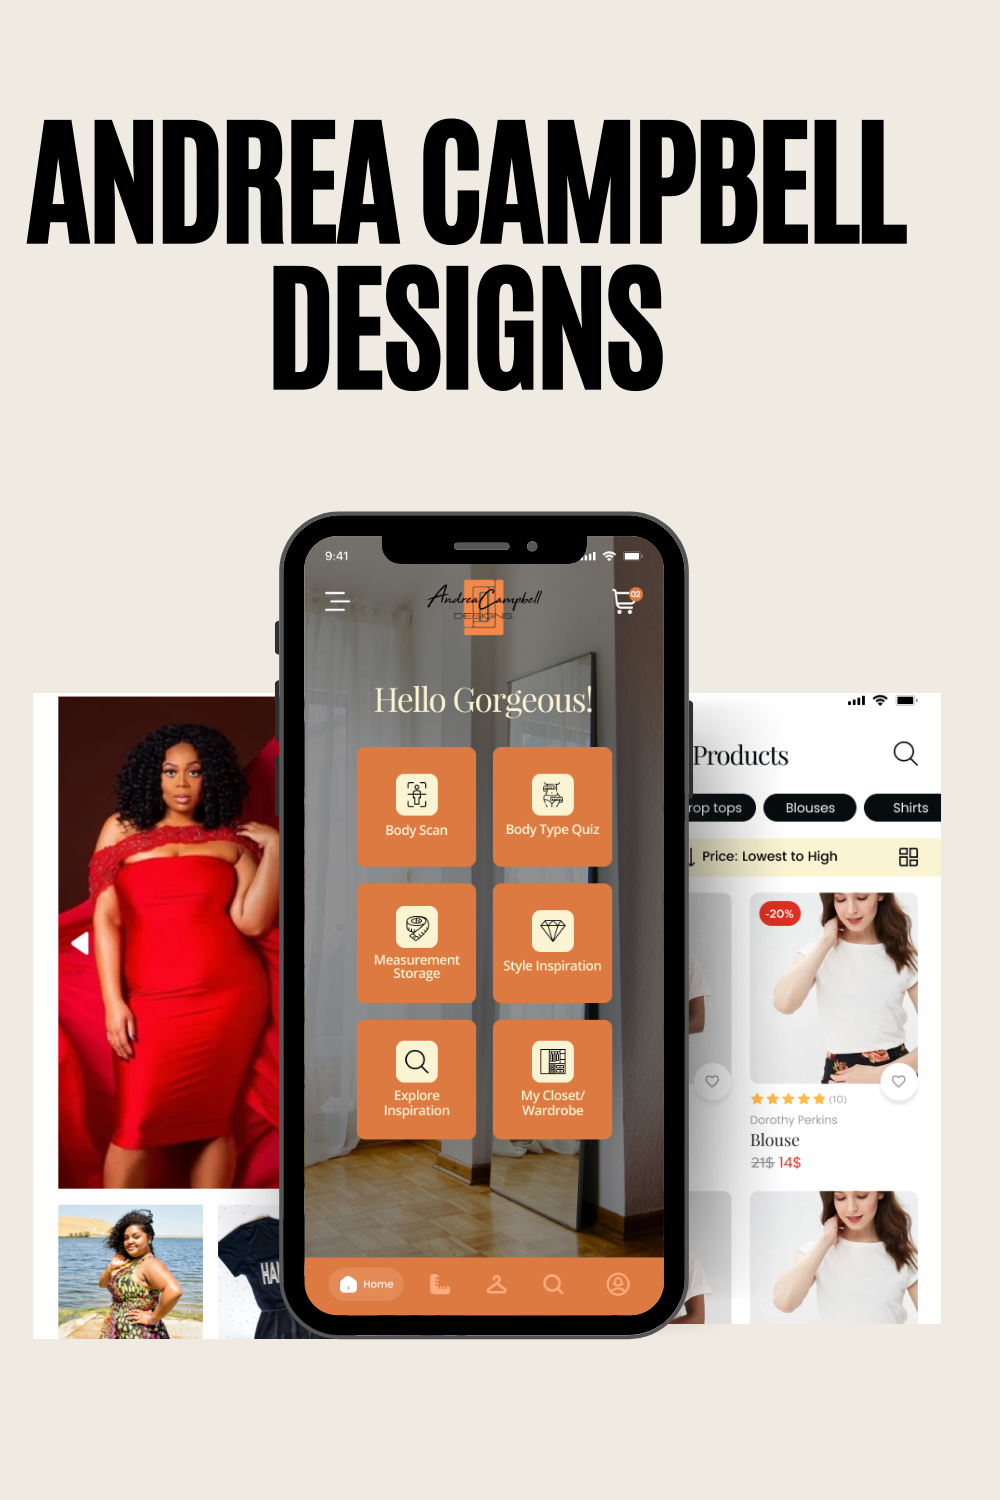 ANDREA CAMPBELL
DESIGNS
9:41
Andrea Campbell
DESIGNS
02
Hello Gorgeous!
Body Scan
Body Type Quiz
Measurement
Storage
Style Inspiration
Explore
Inspiration
My Closet/
Wardrobe
Home
HAI
Products
rop tops
Blouses
Shirts
Price: Lowest to High
-20%
(10)
Dorothy Perkins
Blouse
21$ 14$